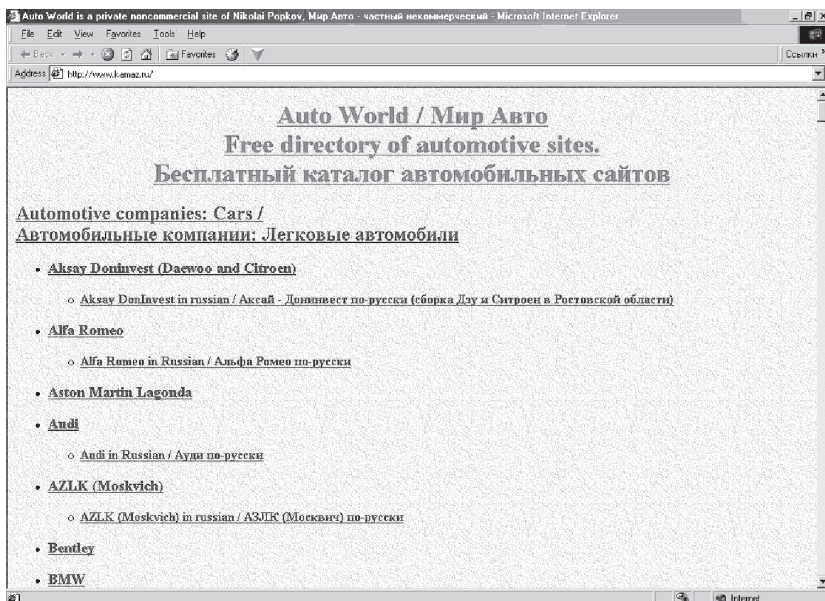 Auto World is a private noncommercial site of Nikolai Popkov, Мир Авто - частный некоммерческий - Microsoft Internet Explorer
File Edit View Favorites Tools Help
Back Favorites Ссылки »
Address http://www.kamaz.ru/
Auto World / Мир Авто
Free directory of automotive sites.
Бесплатный каталог автомобильных сайтов
Automotive companies: Cars /
Автомобильные компании: Легковые автомобили
• Aksay Doninvest (Daewoo and Citroen)
o Aksay DonInvest in russian / Аксай - Донинвест по-русски (сборка Дэу и Ситроен в Ростовской области)
• Alfa Romeo
o Alfa Romeo in Russian / Альфа Ромео по-русски
• Aston Martin Lagonda
• Audi
o Audi in Russian / Ауди по-русски
• AZLK (Moskvich)
o AZLK (Moskvich) in russian / АЗЛК (Москвич) по-русски
• Bentley
• BMW
Internet